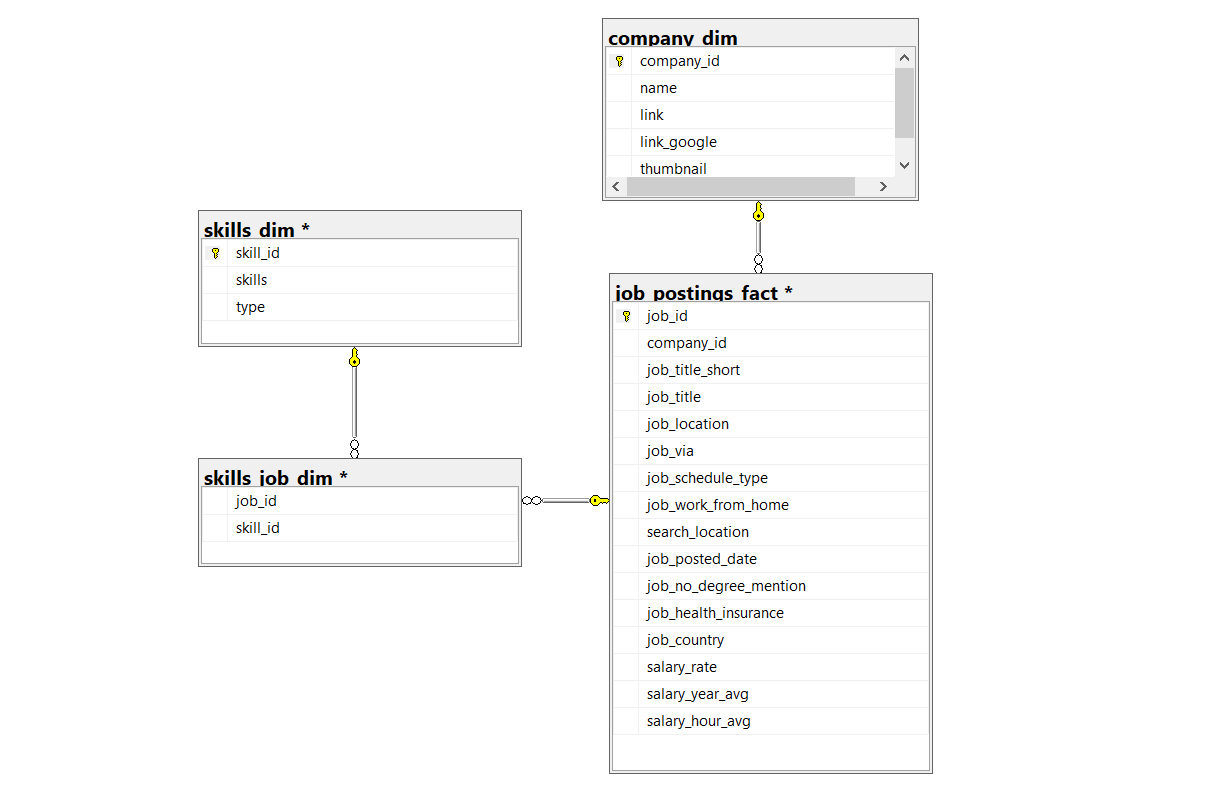 company_dim
company_id
name
link
link_google
thumbnail
skills_dim *
skill_id
skills
type
job_postings_fact *
job_id
company_id
job_title_short
job_title
job_location
job_via
job_schedule_type
job_work_from_home
search_location
job_posted_date
job_no_degree_mention
job_health_insurance
job_country
salary_rate
salary_year_avg
salary_hour_avg
skills_job_dim *
job_id
skill_id